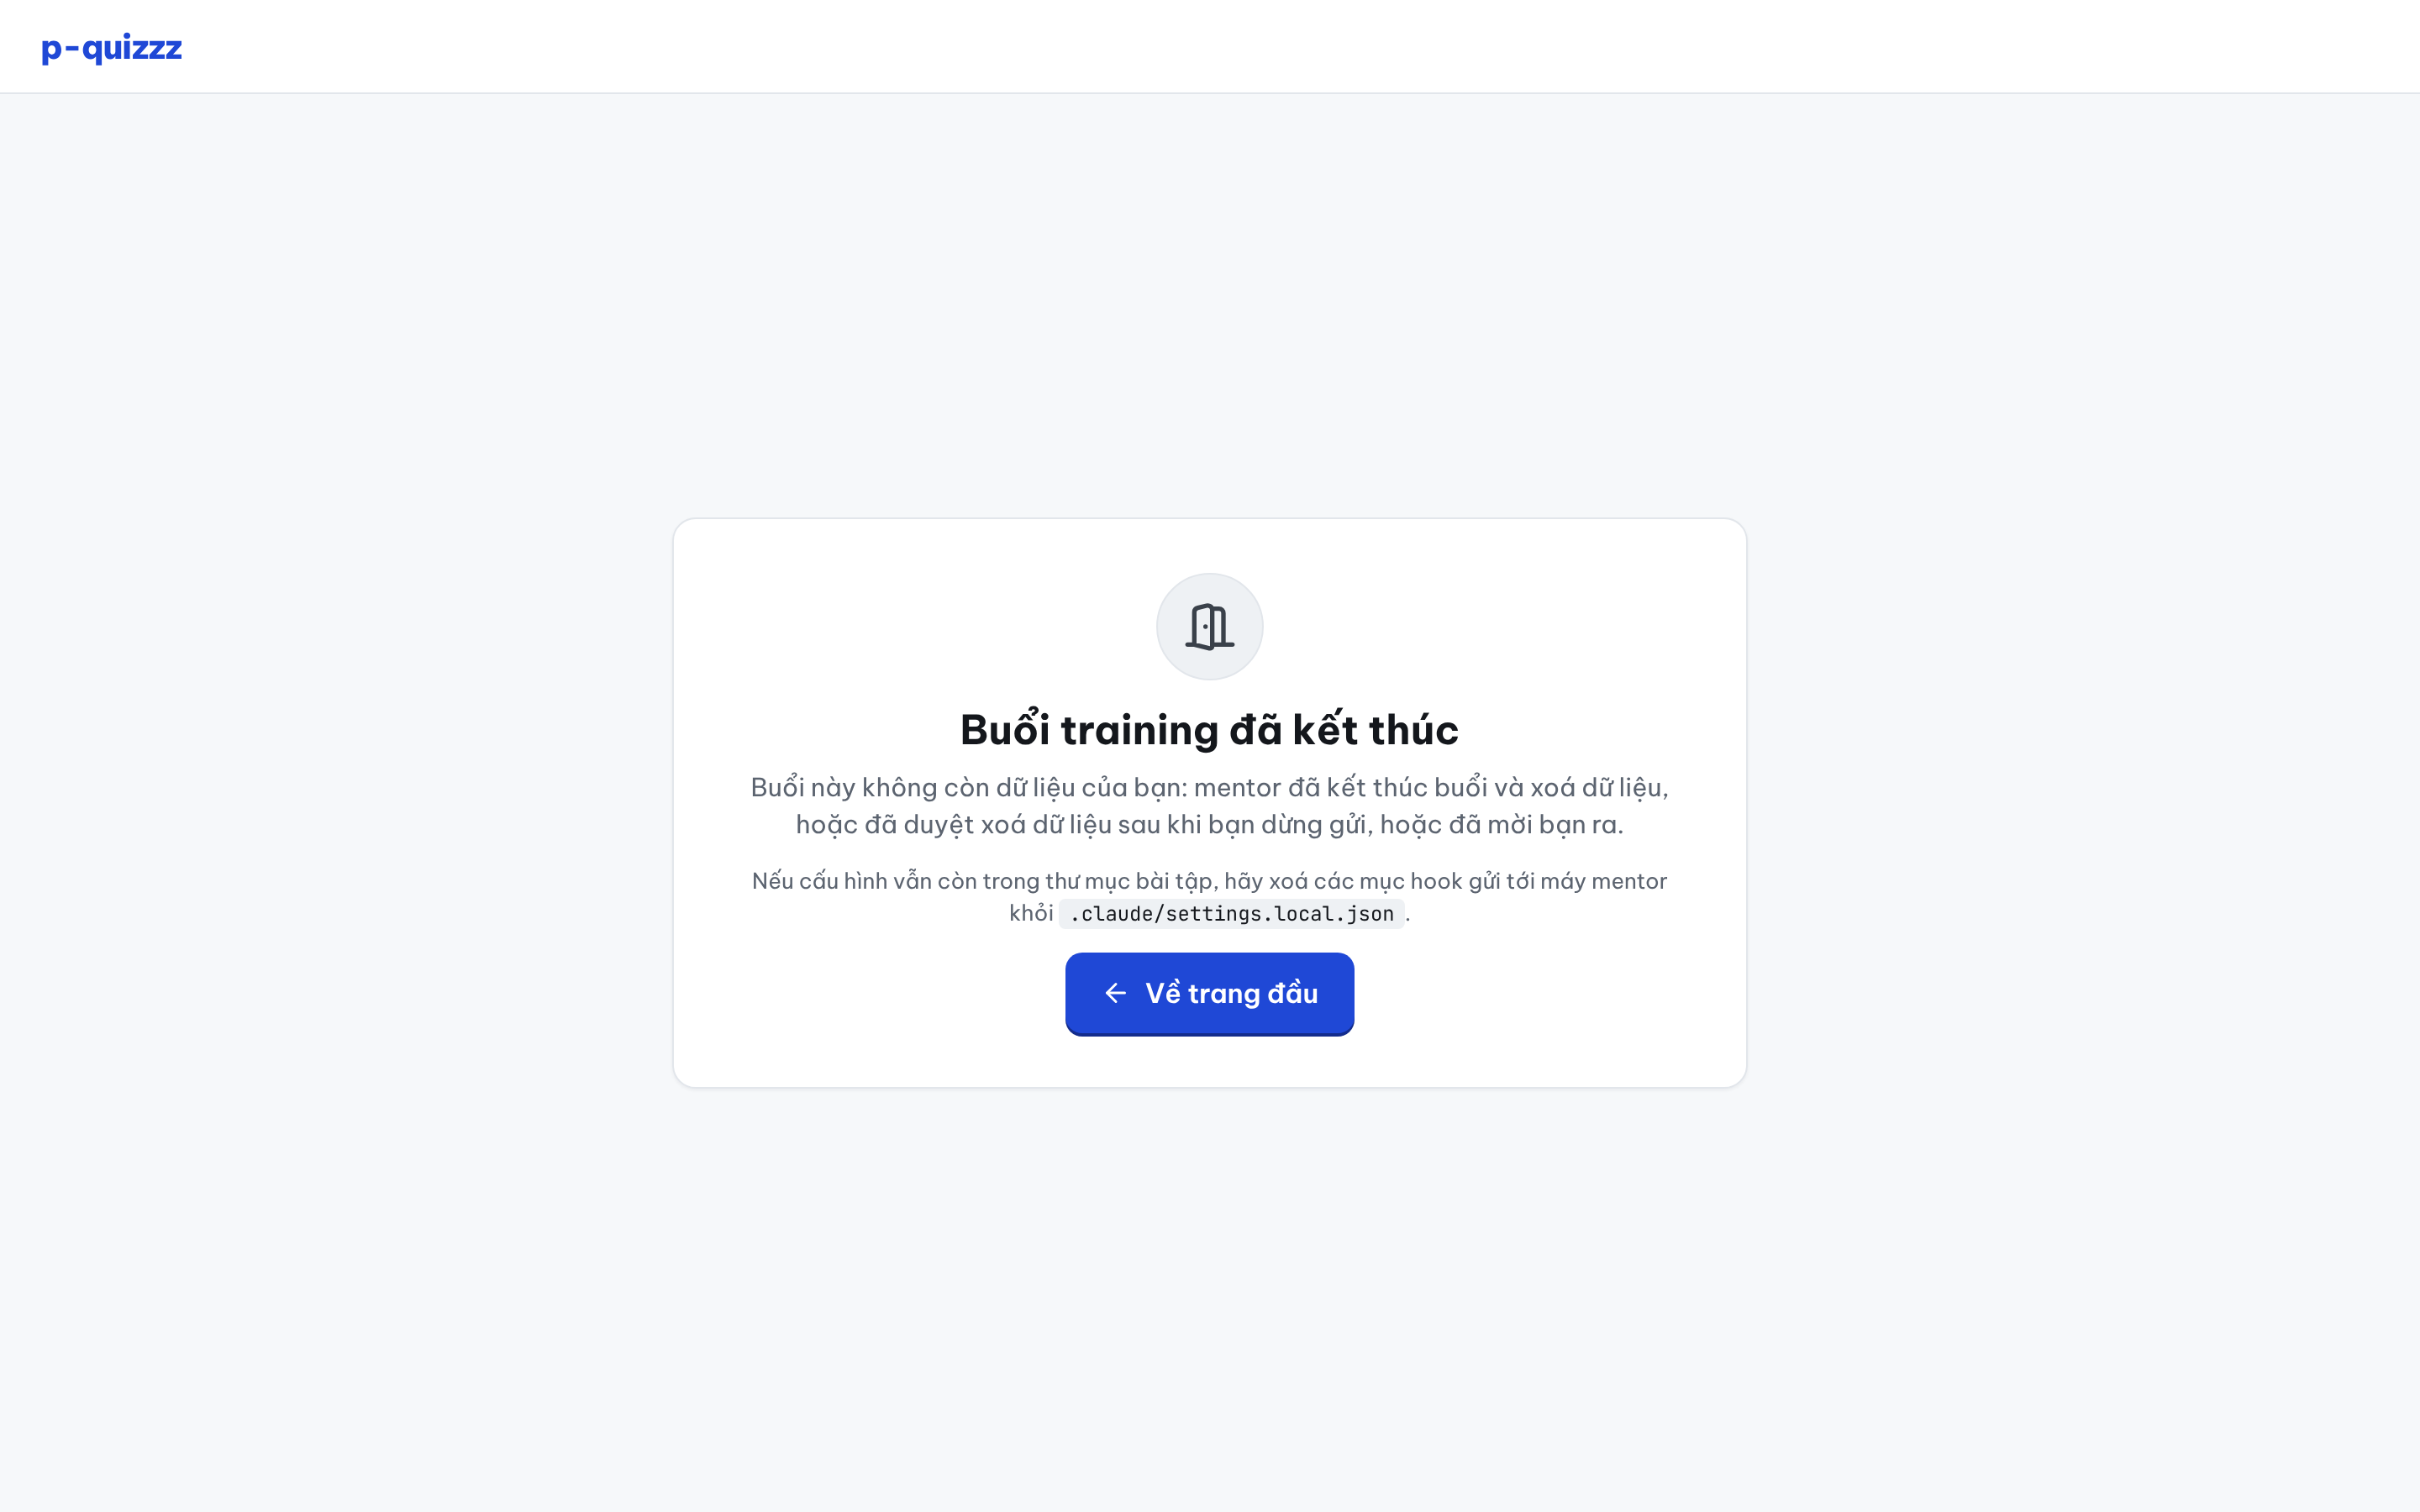 p-quizzz
Buổi training đã kết thúc
Buổi này không còn dữ liệu của bạn: mentor đã kết thúc buổi và xoá dữ liệu,
hoặc đã duyệt xoá dữ liệu sau khi bạn dừng gửi, hoặc đã mời bạn ra.
Nếu cấu hình vẫn còn trong thư mục bài tập, hãy xoá các mục hook gửi tới máy mentor
khỏi .claude/settings.local.json.
Về trang đầu